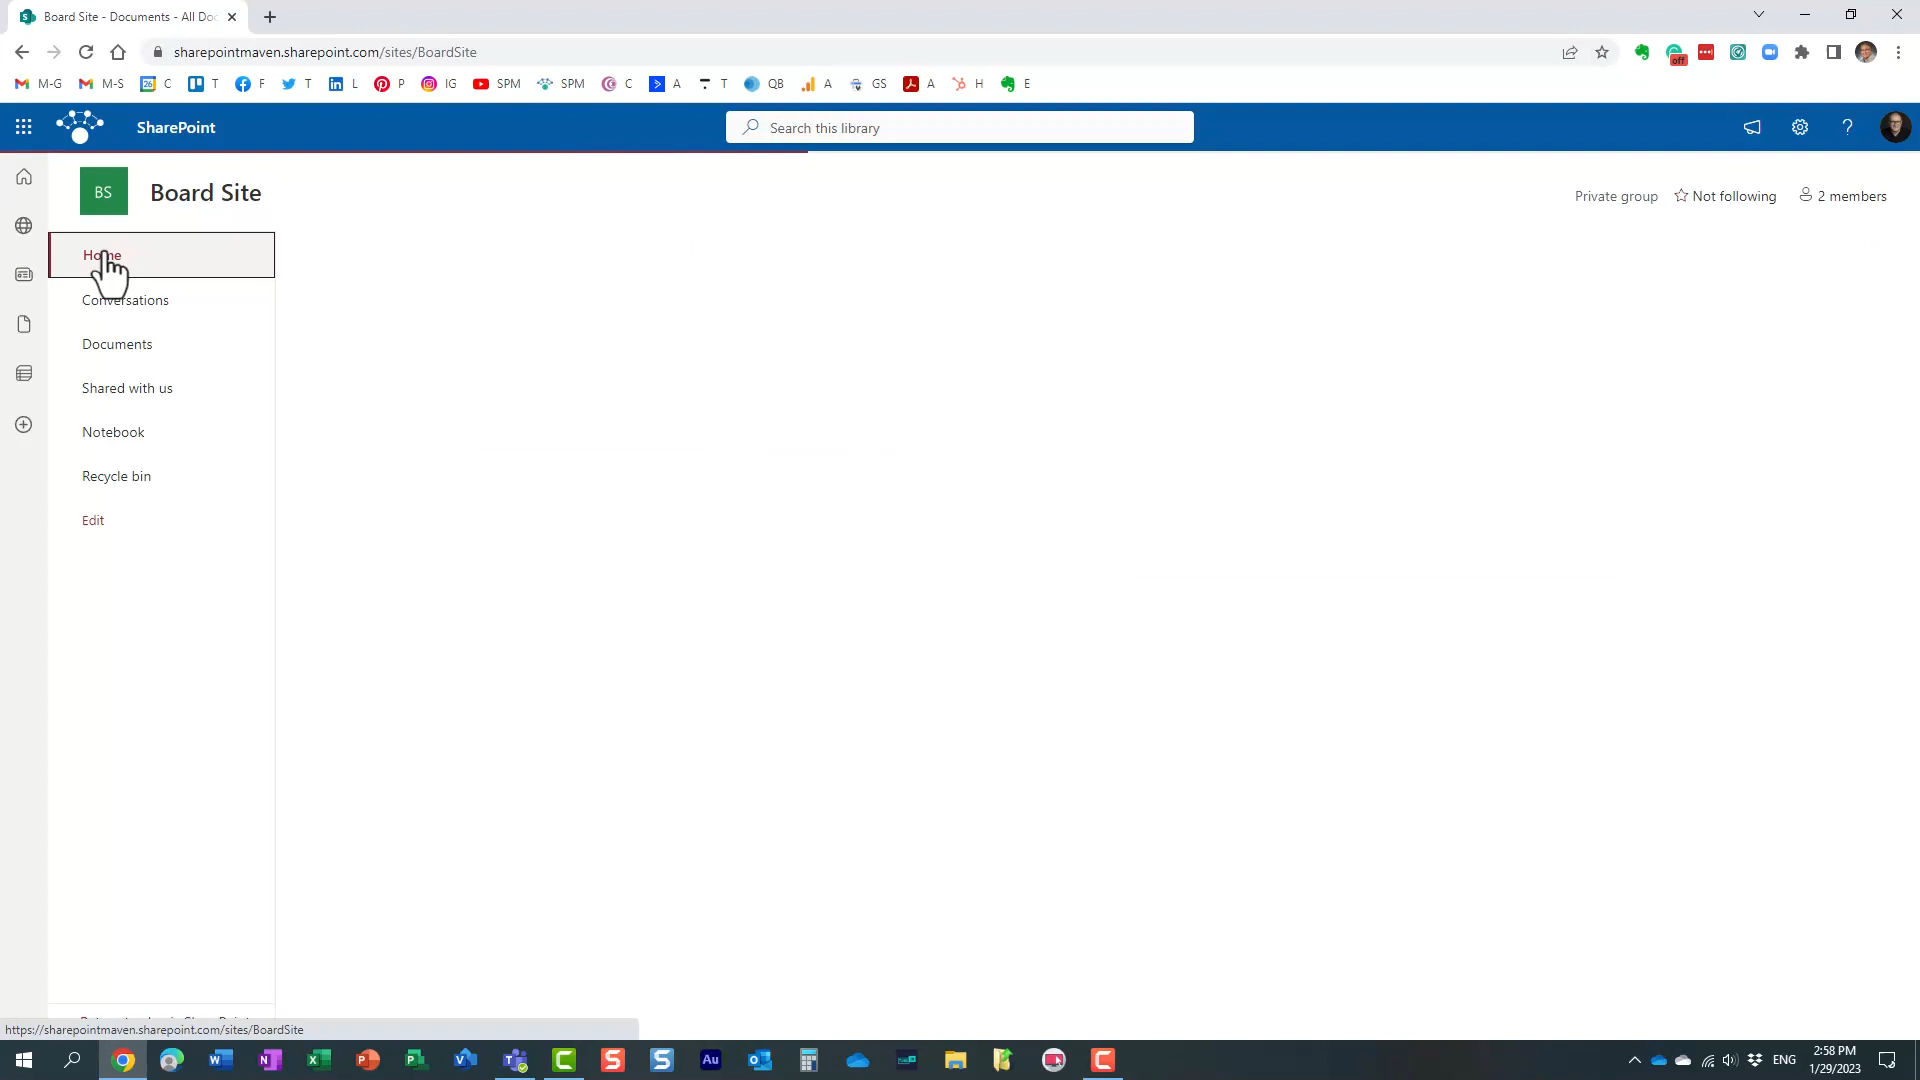 Board Site - Documents - All Doc
sharepointmaven.sharepoint.com/sites/BoardSite
off
M-G M-S 26 C T F T L P IG SPM SPM C A T QB A GS A H E
SharePoint
Search this library
BS Board Site
Private group Not following 2 members
Home
Conversations
Documents
Shared with us
Notebook
Recycle bin
Edit
https://sharepointmaven.sharepoint.com/sites/BoardSite
ENG
2:58 PM
1/29/2023